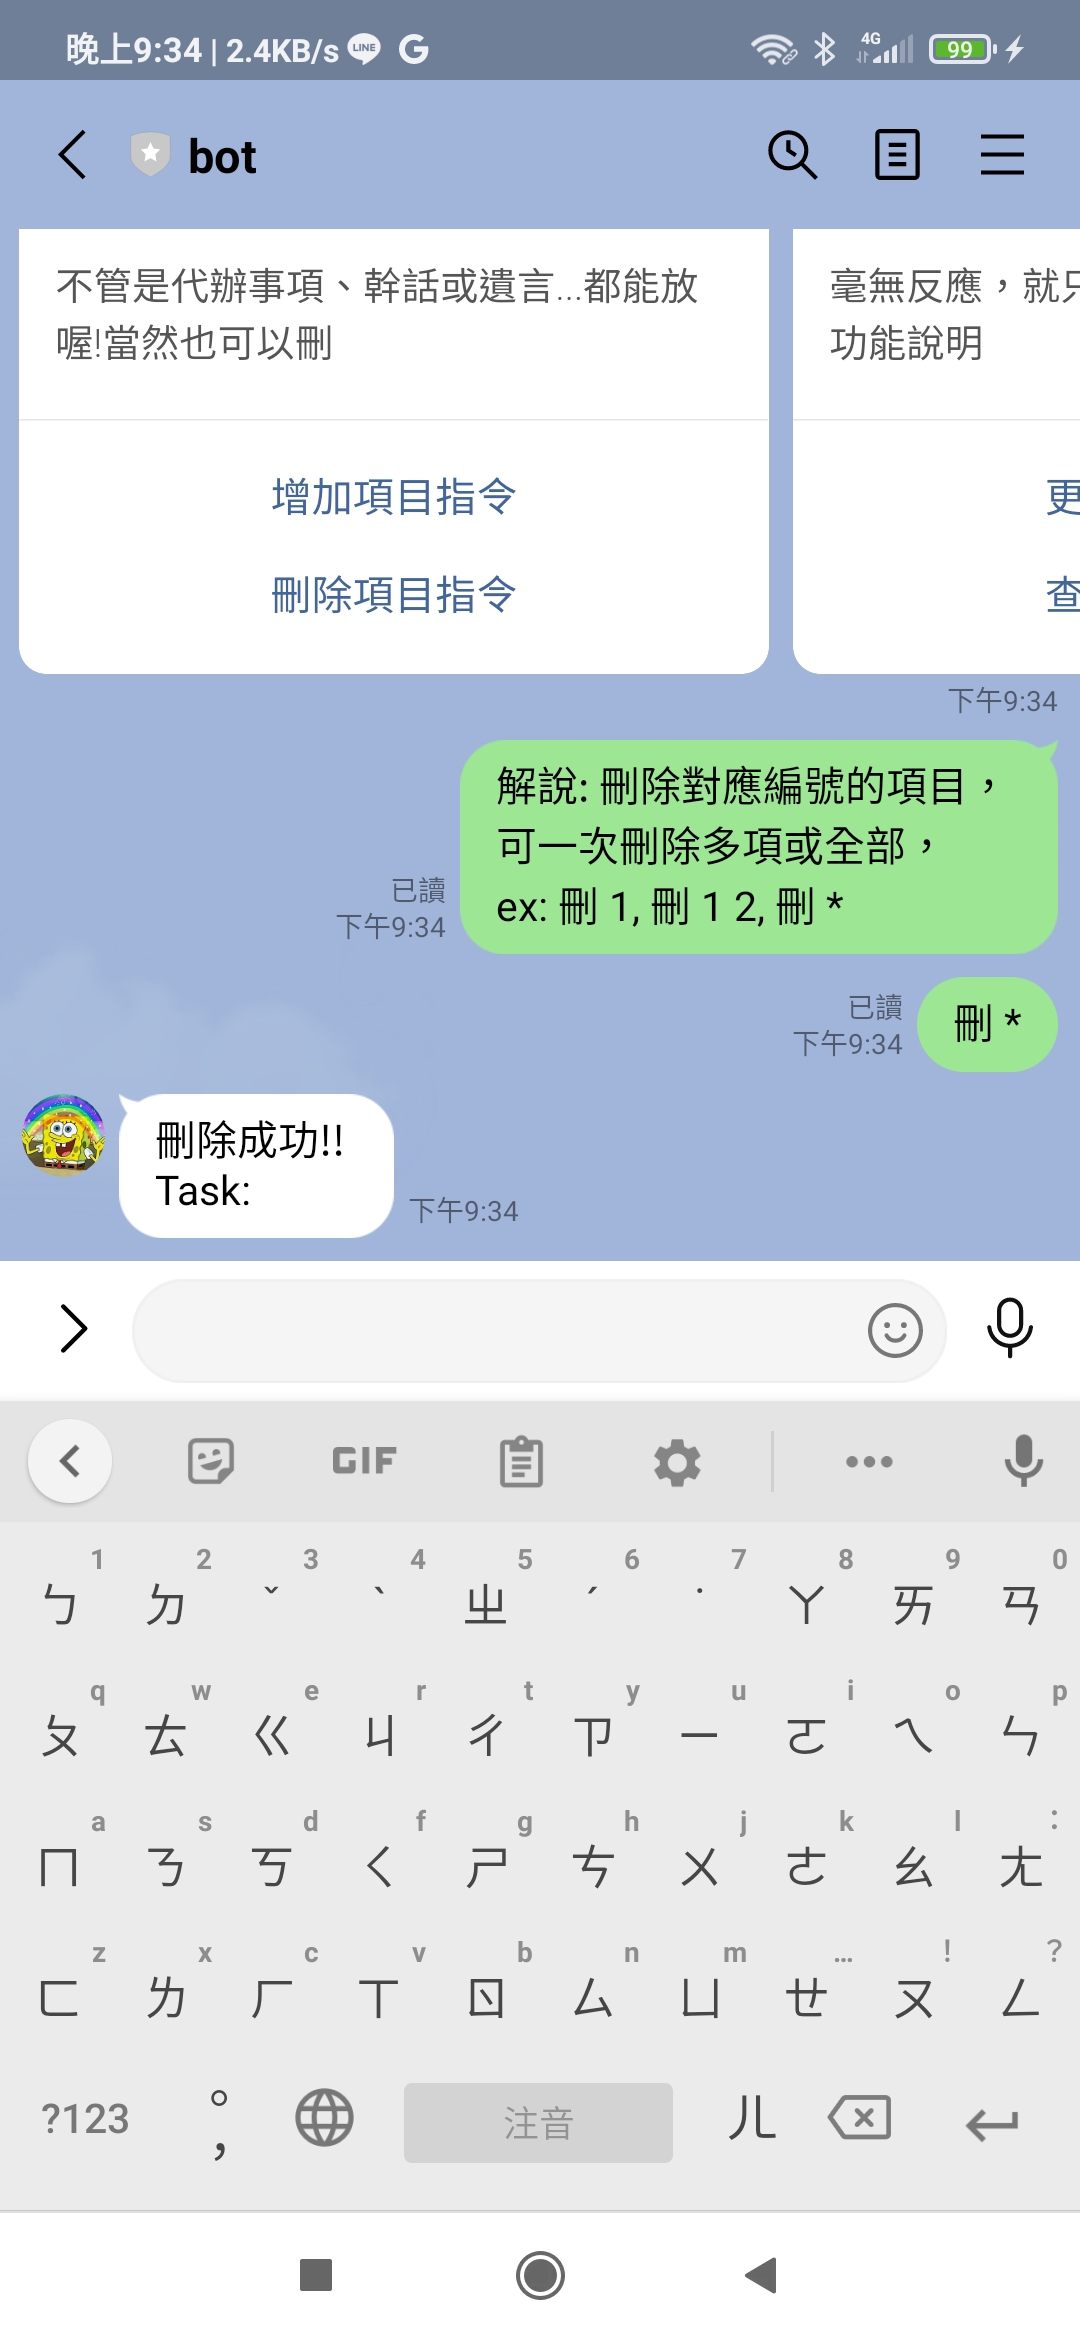 晚上9:34 | 2.4KB/s LINE G 4G 99
bot
不管是代辦事項、幹話或遺言...都能放
喔!當然也可以刪
增加項目指令
刪除項目指令
毫無反應，就只
功能說明
更
查
下午9:34
解說: 刪除對應編號的項目，
可一次刪除多項或全部，
ex: 刪 1, 刪 1 2, 刪 *
已讀
下午9:34
刪 *
已讀
下午9:34
刪除成功!!
Task:
下午9:34
GIF
1 2 3 4 5 6 7 8 9 0
ㄅ ㄉ ˇ ˋ ㄓ ˊ ˙ ㄚ ㄞ ㄢ
q w e r t y u i o p
ㄆ ㄊ ㄍ ㄐ ㄔ ㄗ ㄧ ㄛ ㄟ ㄣ
a s d f g h j k l :
ㄇ ㄋ ㄎ ㄑ ㄕ ㄘ ㄨ ㄜ ㄠ ㄤ
z x c v b n m … ! ?
ㄈ ㄌ ㄏ ㄒ ㄖ ㄙ ㄩ ㄝ ㄡ ㄥ
?123 。 ， 注音 ㄦ